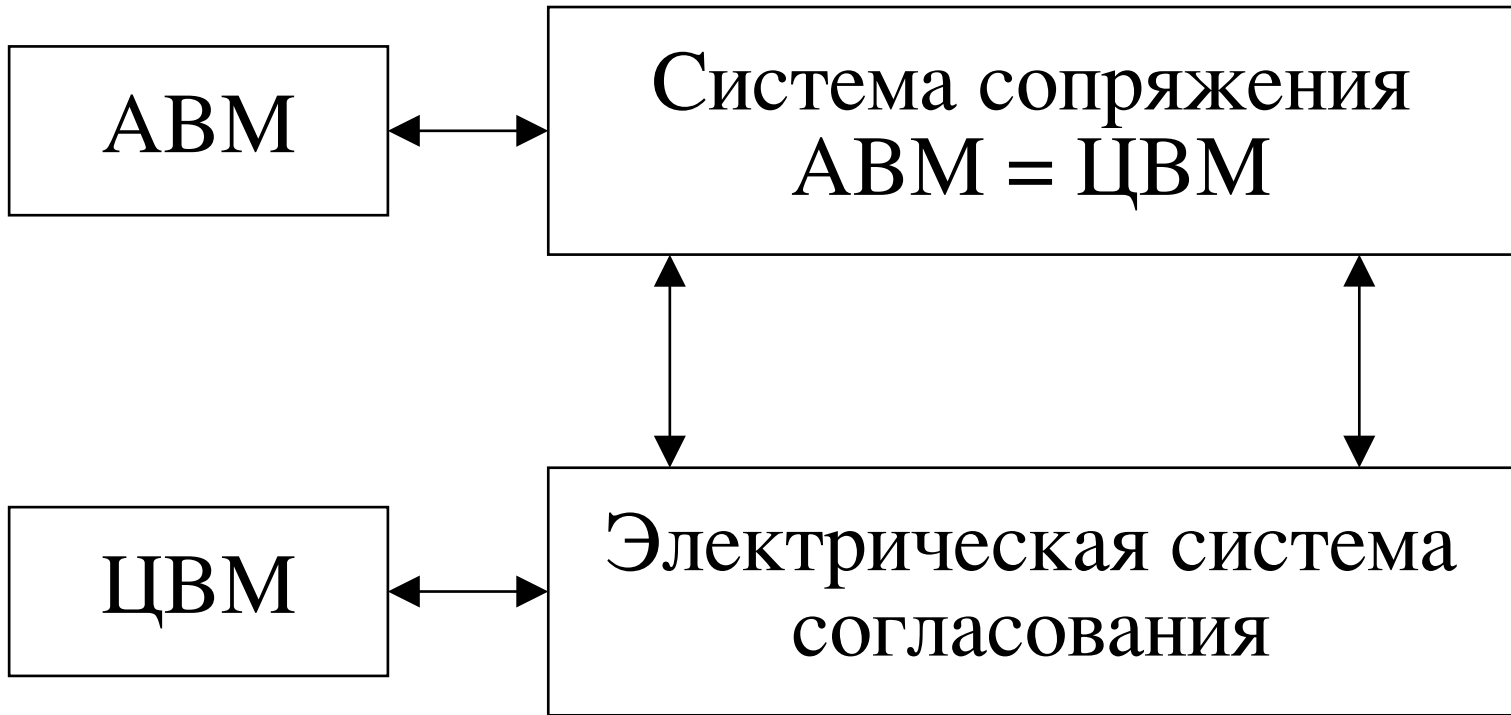 АВМ
Система сопряжения
АВМ = ЦВМ
ЦВМ
Электрическая система
согласования